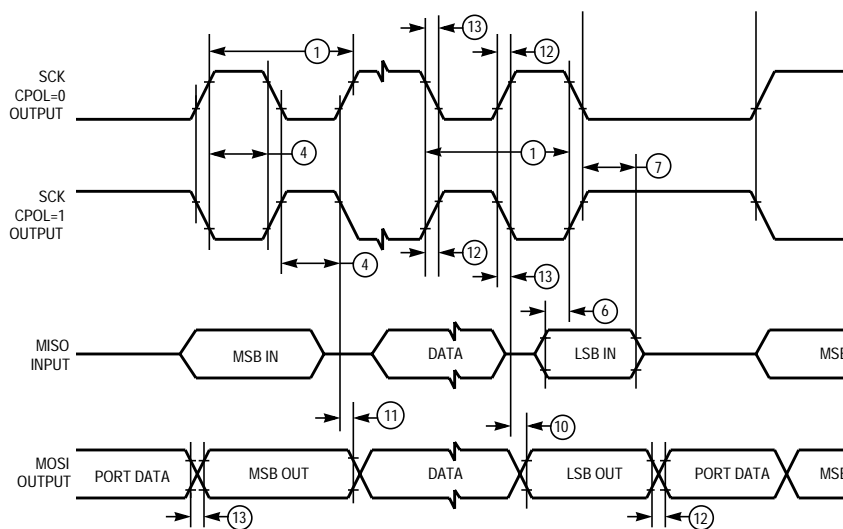 13
1
12
SCK
CPOL=0
OUTPUT
4
1
7
SCK
CPOL=1
OUTPUT
4
12
13
6
MISO
INPUT
MSB IN
DATA
LSB IN
MSB
11
10
MOSI
OUTPUT
PORT DATA
MSB OUT
DATA
LSB OUT
PORT DATA
MSB
13
12